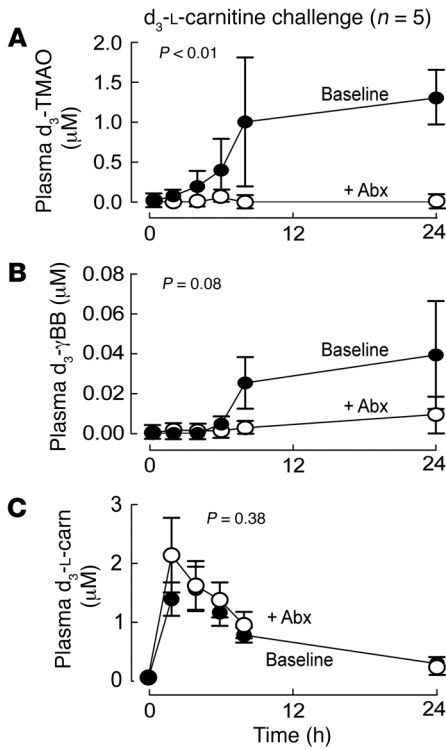 d₃-L-carnitine challenge (n = 5)
A
P < 0.01
Plasma d₃-TMAO
(μM)
2.0
1.5
1.0
0.5
0.0
Baseline
+ Abx
0
12
24
B
P = 0.08
Plasma d₃-γBB (μM)
0.08
0.06
0.04
0.02
0.00
Baseline
+ Abx
0
12
24
C
P = 0.38
Plasma d₃-L-carn
(μM)
3
2
1
0
+ Abx
Baseline
0
12
24
Time (h)